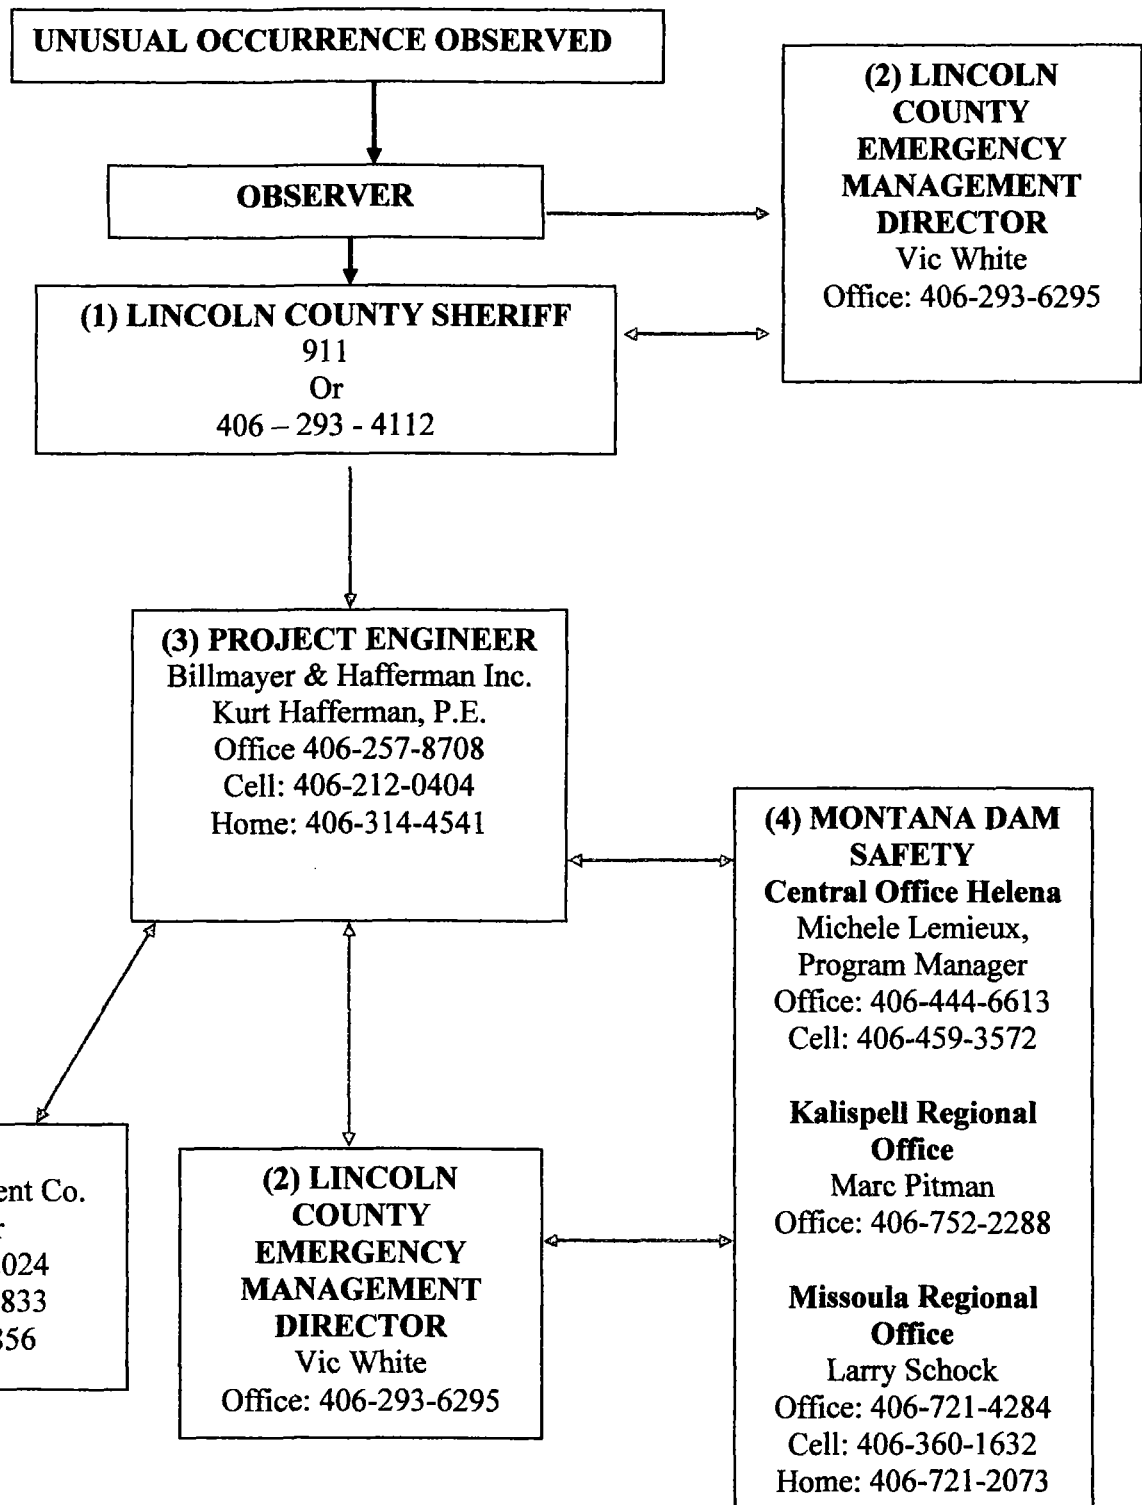 UNUSUAL OCCURRENCE OBSERVED
OBSERVER
(2) LINCOLN
COUNTY
EMERGENCY
MANAGEMENT
DIRECTOR
Vic White
Office: 406-293-6295
(1) LINCOLN COUNTY SHERIFF
911
Or
406 – 293 - 4112
(3) PROJECT ENGINEER
Billmayer & Hafferman Inc.
Kurt Hafferman, P.E.
Office 406-257-8708
Cell: 406-212-0404
Home: 406-314-4541
(4) MONTANA DAM
SAFETY
Central Office Helena
Michele Lemieux,
Program Manager
Office: 406-444-6613
Cell: 406-459-3572
Kalispell Regional
Office
Marc Pitman
Office: 406-752-2288
Missoula Regional
Office
Larry Schock
Office: 406-721-4284
Cell: 406-360-1632
Home: 406-721-2073
ent Co.
024
833
356
(2) LINCOLN
COUNTY
EMERGENCY
MANAGEMENT
DIRECTOR
Vic White
Office: 406-293-6295